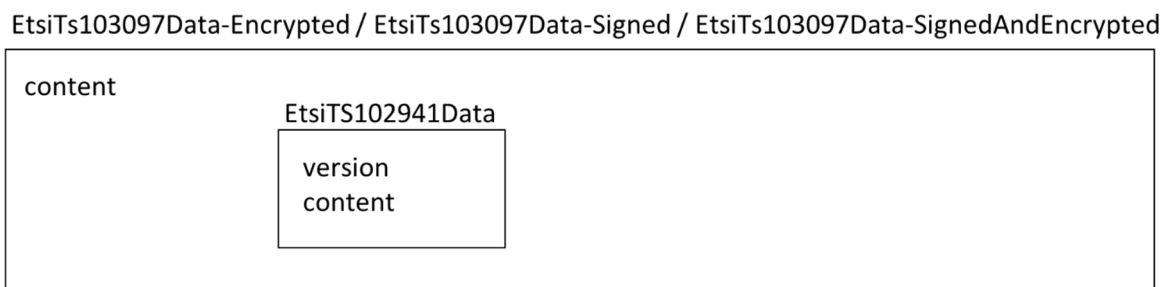 EtsiTs103097Data-Encrypted / EtsiTs103097Data-Signed / EtsiTs103097Data-SignedAndEncrypted
content
EtsiTS102941Data
version
content